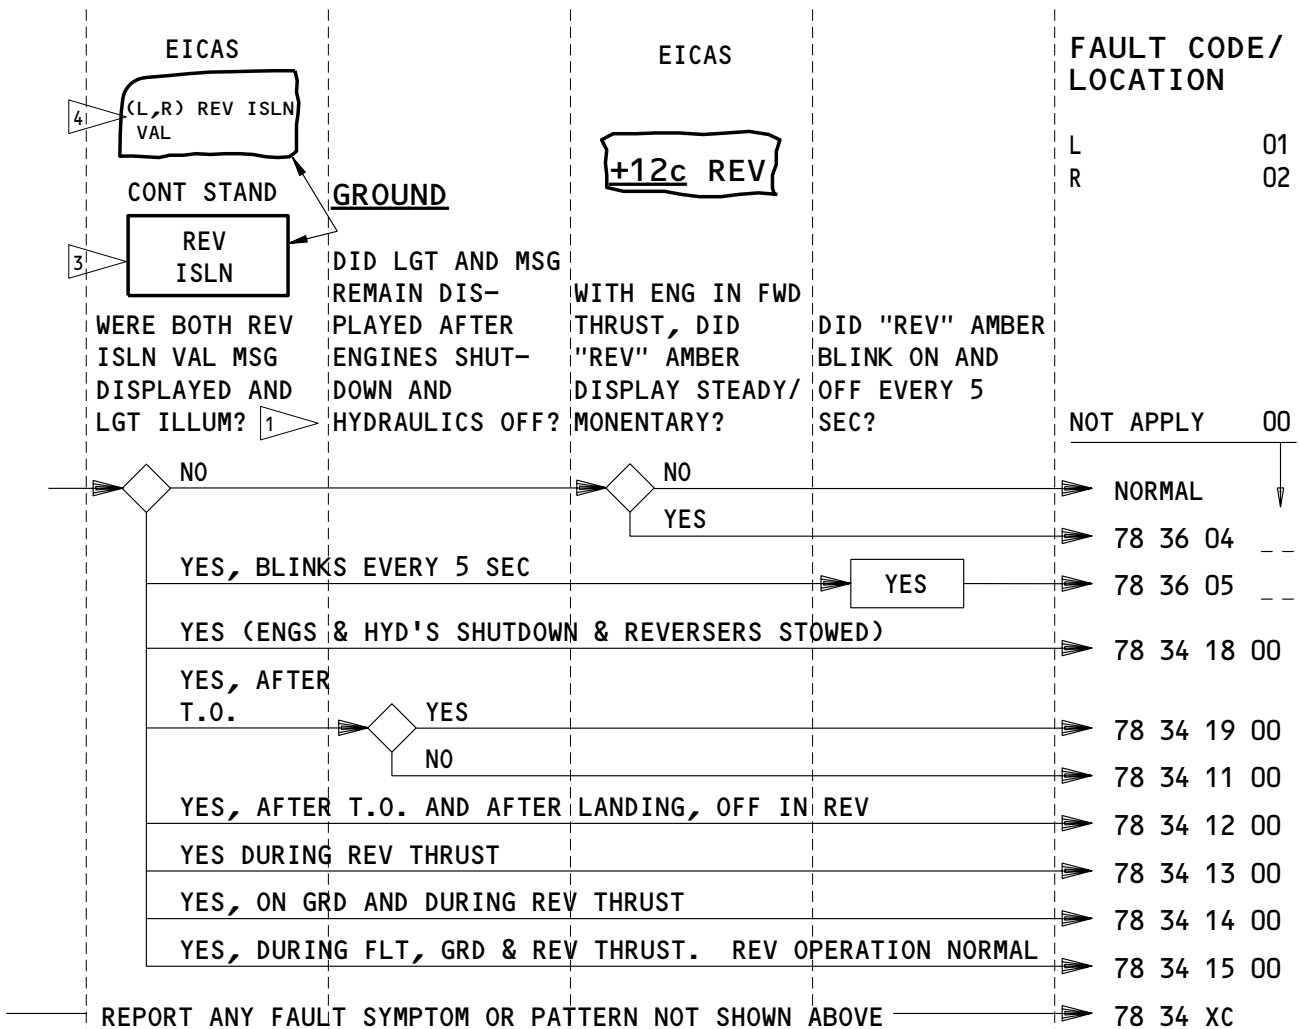 EICAS
(L,R) REV ISLN
VAL
4
CONT STAND
REV
ISLN
3
WERE BOTH REV
ISLN VAL MSG
DISPLAYED AND
LGT ILLUM? 1
GROUND
DID LGT AND MSG
REMAIN DIS-
PLAYED AFTER
ENGINES SHUT-
DOWN AND
HYDRAULICS OFF?
EICAS
+12c REV
WITH ENG IN FWD
THRUST, DID
"REV" AMBER
DISPLAY STEADY/
MONENTARY?
DID "REV" AMBER
BLINK ON AND
OFF EVERY 5
SEC?
FAULT CODE/
LOCATION
L 01
R 02
NOT APPLY 00
NO
NO
NORMAL
YES
78 36 04 _ _
YES, BLINKS EVERY 5 SEC
YES
78 36 05 _ _
YES (ENGS & HYD'S SHUTDOWN & REVERSERS STOWED)
78 34 18 00
YES, AFTER
T.O.
YES
78 34 19 00
NO
78 34 11 00
YES, AFTER T.O. AND AFTER LANDING, OFF IN REV
78 34 12 00
YES DURING REV THRUST
78 34 13 00
YES, ON GRD AND DURING REV THRUST
78 34 14 00
YES, DURING FLT, GRD & REV THRUST. REV OPERATION NORMAL
78 34 15 00
REPORT ANY FAULT SYMPTOM OR PATTERN NOT SHOWN ABOVE
78 34 XC